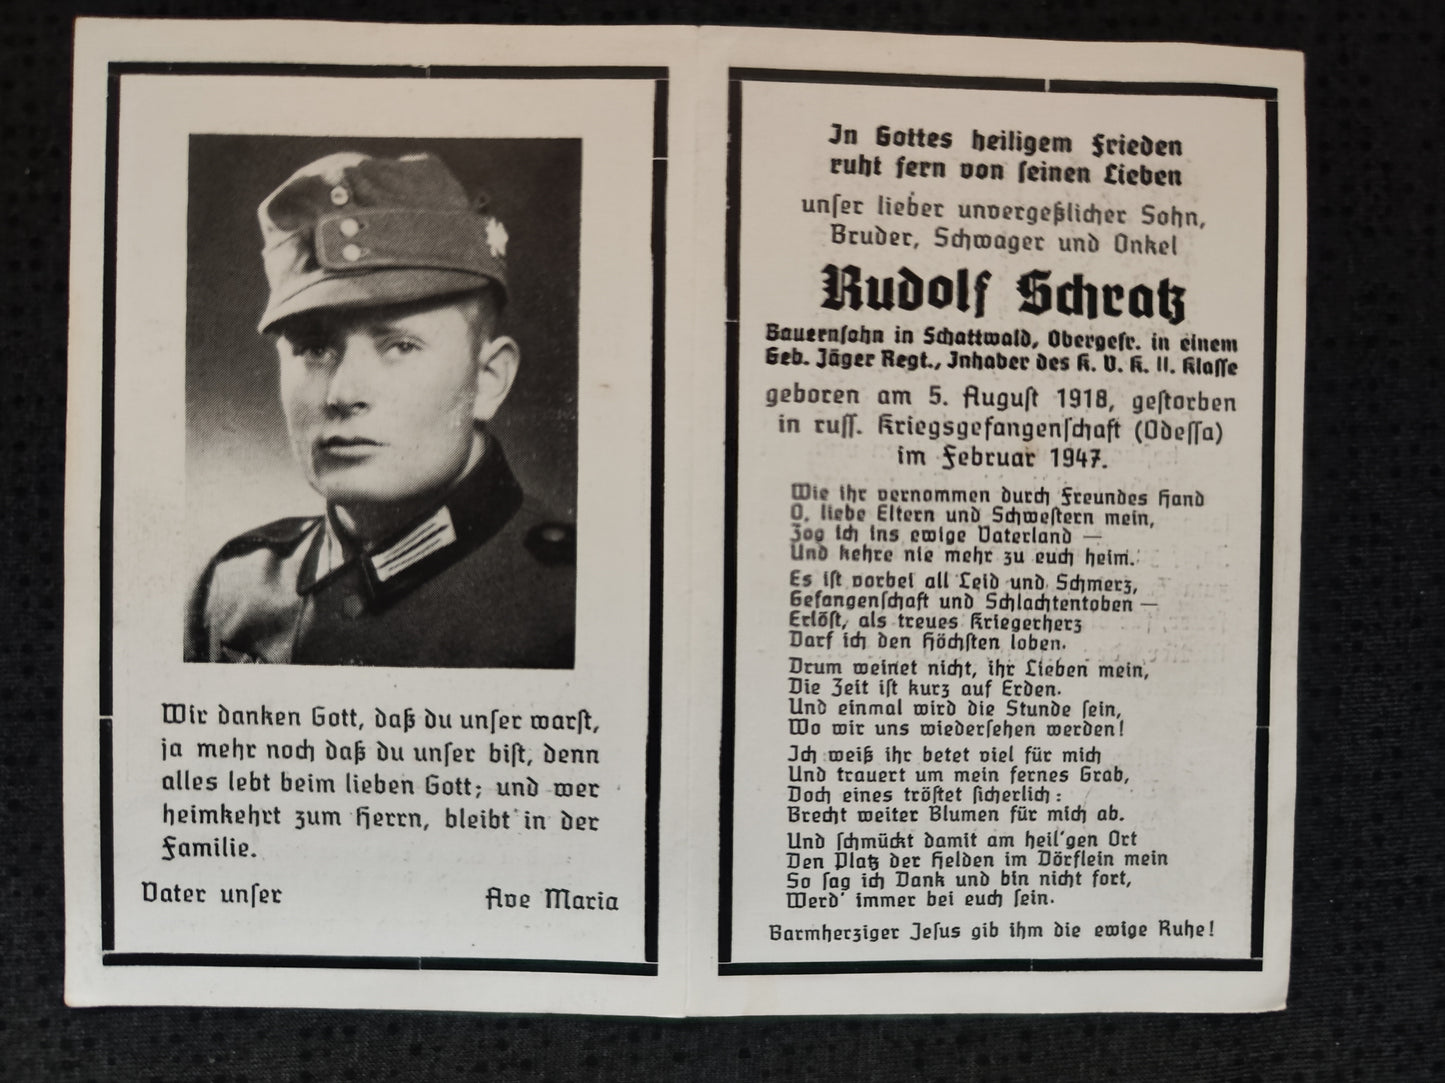 Wir danken Gott, daß du unser warst,
ja mehr noch daß du unser bist, denn
alles lebt beim lieben Gott; und wer
heimkehrt zum Herrn, bleibt in der
Familie.
Vater unser Ave Maria
In Gottes heiligem Frieden
ruht fern von seinen Lieben
unser lieber unvergeßlicher Sohn,
Bruder, Schwager und Onkel
Rudolf Schratz
Bauernsohn in Schattwald, Obergefr. in einem
Geb. Jäger Regt., Inhaber des K. V. K. II. Klasse
geboren am 5. August 1918, gestorben
in russ. Kriegsgefangenschaft (Odessa)
im Februar 1947.
Wie ihr vernommen durch Freundes Hand
O, liebe Eltern und Schwestern mein,
Zog ich ins ewige Vaterland —
Und kehre nie mehr zu euch heim.
Es ist vorbei all Leid und Schmerz,
Gefangenschaft und Schlachtentoben —
Erlöst, als treues Kriegerherz
Darf ich den Höchsten loben.
Drum weinet nicht, ihr Lieben mein,
Die Zeit ist kurz auf Erden.
Und einmal wird die Stunde sein,
Wo wir uns wiedersehen werden!
Ich weiß ihr betet viel für mich
Und trauert um mein fernes Grab,
Doch eines tröstet sicherlich:
Brecht weiter Blumen für mich ab.
Und schmückt damit am heil'gen Ort
Den Platz der Helden im Dörflein mein
So sag ich Dank und bin nicht fort,
Werd' immer bei euch sein.
Barmherziger Jesus gib ihm die ewige Ruhe!